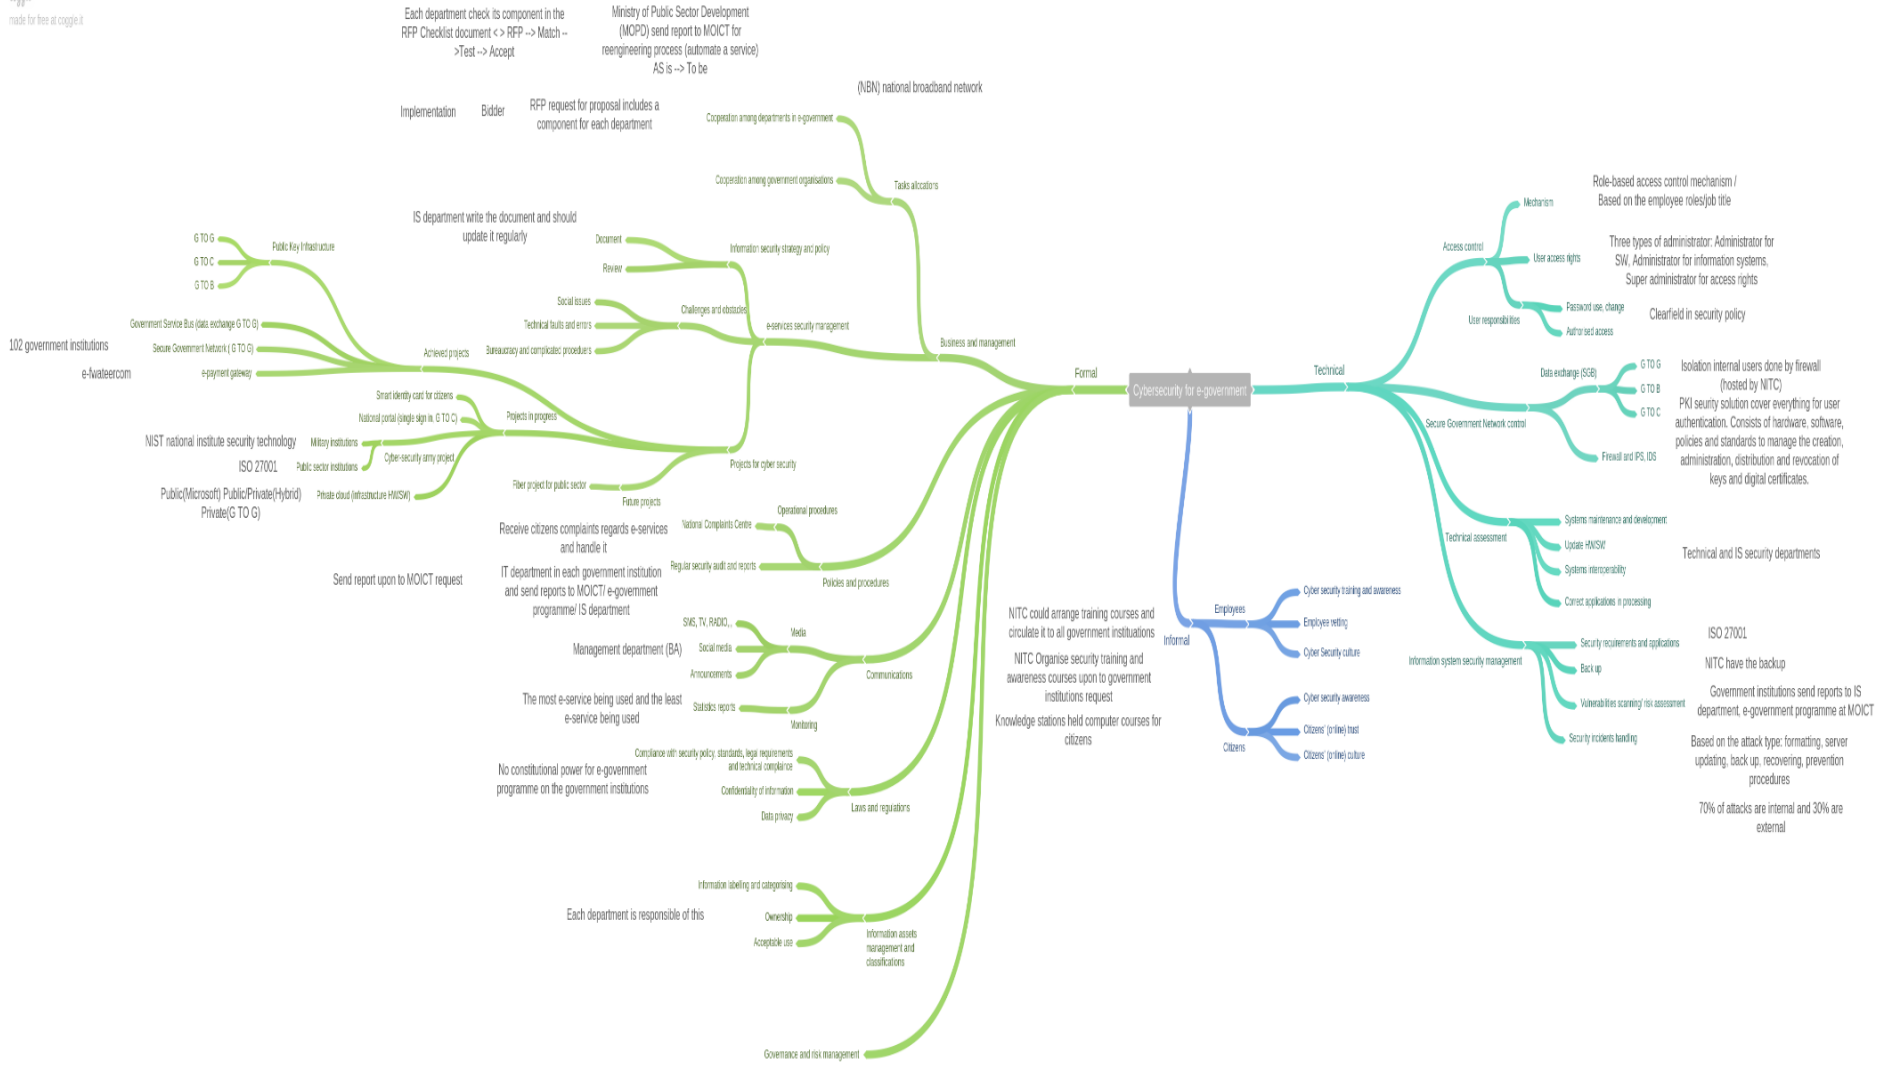 made for free at coggle.it
Each department check its component in the
RFP Checklist document < > RFP --> Match --
>Test --> Accept
Ministry of Public Sector Development
(MOPD) send report to MOICT for
reengineering process (automate a service)
AS is --> To be
(NBN) national broadband network
Implementation
Bidder
RFP request for proposal includes a
component for each department
Cooperation among departments in e-government
Cooperation among government organisations
Tasks allocations
IS department write the document and should
update it regularly
Document
Review
Information security strategy and policy
Social issues
Technical faults and errors
Bureaucracy and complicated proceduers
Challenges and obstacles
e-services security management
Business and management
G TO G
G TO C
G TO B
Public Key Infrastructure
Government Service Bus (data exchange G TO G)
102 government institutions
Secure Government Network ( G TO G)
e-fwateercom
e-payment gateway
Achieved projects
Smart identity card for citizens
National portal (single sign in, G TO C)
Projects in progress
NIST national institute security technology
Military institutions
ISO 27001
Public sector institutions
Cyber-security army project
Public(Microsoft) Public/Private(Hybrid)
Private(G TO G)
Private cloud (infrastructure HW/SW)
Projects for cyber security
Fiber project for public sector
Future projects
Operational procedures
National Complaints Centre
Receive citizens complaints regards e-services
and handle it
Regular security audit and reports
IT department in each government institution
and send reports to MOICT/ e-government
programme/ IS department
Send report upon to MOICT request
Policies and procedures
SMS, TV, RADIO,..
Media
Social media
Management department (BA)
Announcements
Communications
The most e-service being used and the least
e-service being used
Statistics reports
Monitoring
Compliance with security policy, standards, legal requirements
and technical complaince
No constitutional power for e-government
programme on the government institutions
Confidentiality of information
Data privacy
Laws and regulations
Information labelling and categorising
Each department is responsible of this
Ownership
Acceptable use
Information assets
management and
classifications
Governance and risk management
Formal
Cybersecurity for e-government
Technical
Informal
NITC could arrange training courses and
circulate it to all government instituations
NITC Organise security training and
awareness courses upon to government
institutions request
Knowledge stations held computer courses for
citizens
Employees
Cyber security training and awareness
Employee vetting
Cyber Security culture
Citizens
Cyber security awareness
Citizens' (online) trust
Citizens' (online) culture
Access control
Mechanism
Role-based access control mechanism /
Based on the employee roles/job title
User access rights
Three types of administrator: Administrator for
SW, Administrator for information systems,
Super administrator for access rights
User responsibilities
Password use, change
Authorised access
Clearfield in security policy
Data exchange (SGB)
G TO G
G TO B
G TO C
Isolation internal users done by firewall
(hosted by NITC)
PKI seurity solution cover everything for user
authentication. Consists of hardware, software,
policies and standards to manage the creation,
administration, distribution and revocation of
keys and digital certificates.
Secure Government Network control
Firewall and IPS, IDS
Technical assessment
Systems maintenance and development
Update HW/SW
Systems interoperability
Correct applications in processing
Technical and IS security departments
Information system security management
Security requirements and applications
ISO 27001
Back up
NITC have the backup
Vulnerabilities scanning/ risk assessment
Government institutions send reports to IS
department, e-government programme at MOICT
Security incidents handling
Based on the attack type: formatting, server
updating, back up, recovering, prevention
procedures
70% of attacks are internal and 30% are
external